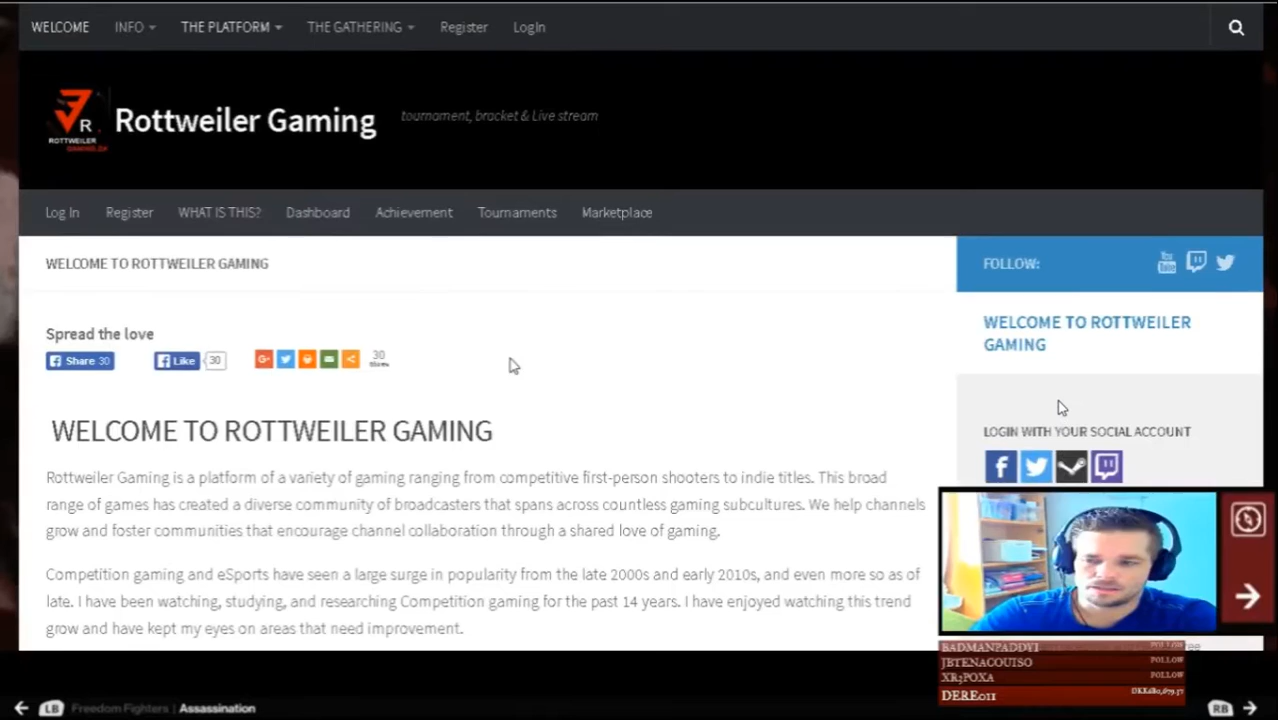 WELCOME INFO THE PLATFORM THE GATHERING Register LogIn
R
ROTTWEILER
Rottweiler Gaming
tournament, bracket & Live stream
Log In Register WHAT IS THIS? Dashboard Achievement Tournaments Marketplace
WELCOME TO ROTTWEILER GAMING
FOLLOW:
You Tube
WELCOME TO ROTTWEILER
GAMING
Spread the love
Share 30 Like 30
30
Shares
LOGIN WITH YOUR SOCIAL ACCOUNT
WELCOME TO ROTTWEILER GAMING
Rottweiler Gaming is a platform of a variety of gaming ranging from competitive first-person shooters to indie titles. This broad
range of games has created a diverse community of broadcasters that spans across countless gaming subcultures. We help channels
grow and foster communities that encourage channel collaboration through a shared love of gaming.
Competition gaming and eSports have seen a large surge in popularity from the late 2000s and early 2010s, and even more so as of
late. I have been watching, studying, and researching Competition gaming for the past 14 years. I have enjoyed watching this trend
grow and have kept my eyes on areas that need improvement.
BADMANPADDY1 FOLLOW
JBTENACOUISO FOLLOW
XR3POXA FOLLOW
DERE011
LB Freedom Fighters | Assassination
RB